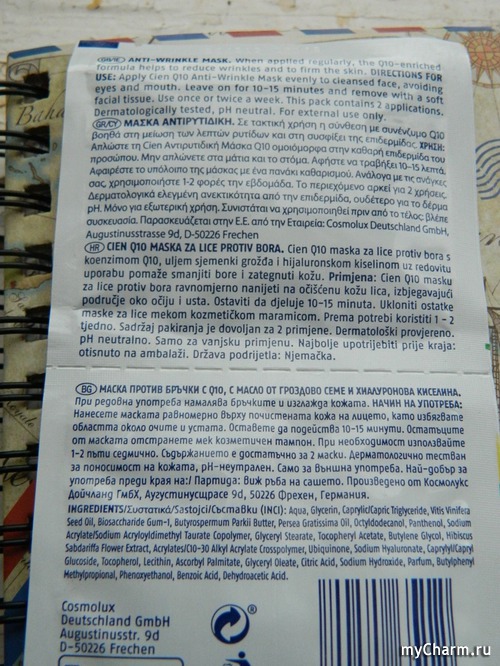 GB/IE ANTI-WRINKLE MASK. When applied regularly, the Q10-enriched
formula helps to reduce wrinkles and to firm the skin. DIRECTIONS FOR
USE: Apply Cien Q10 Anti-Wrinkle Mask evenly to cleansed face, avoiding
eyes and mouth. Leave on for 10-15 minutes and remove with a soft
facial tissue. Use once or twice a week. This pack contains 2 applications.
Dermatologically tested, pH neutral. For external use only.
GR/CY ΜΑΣΚΑ ΑΝΤΙΡΥΤΙΔΙΚΗ. Σε τακτική χρήση η σύνθεση με συνένζυμο Q10
βοηθά στη μείωση των λεπτών ρυτίδων και στη συσφιξη της επιδερμίδας. ΧΡΗΣΗ:
Απλώστε τη Cien Αντιρυτιδική Μάσκα Q10 ομοιόμορφα στην καθαρή επιδερμίδα του
προσώπου. Μην απλώνετε στα μάτια και το στόμα. Αφήστε να τραβήξει 10-15 λεπτά.
Αφαιρέστε το υπόλοιπο της μάσκας με ένα πανάκι καθαρισμού. Ανάλογα με τις ανάγκες
σας, χρησιμοποιήστε 1-2 φορές την εβδομάδα. Το περιεχόμενο αρκεί για 2 χρήσεις.
Δερματολογικά ελεγμένη ανεκτικότητα από την επιδερμίδα, ουδέτερο για το δέρμα
pH. Μόνο για εξωτερική χρήση. Συνιστάται να χρησιμοποιηθεί πριν από το τέλος: βλέπε
συσκευασία. Παρασκευάζεται στην Ε.Ε. από την Εταιρεία: Cosmolux Deutschland GmbH,
Augustinusstrasse 9d, D-50226 Frechen
HR CIEN Q10 MASKA ZA LICE PROTIV BORA. Cien Q10 maska za lice protiv bora s
koenzimom Q10, uljem sjemenki grožđa i hijaluronskom kiselinom uz redovitu
uporabu pomaže smanjiti bore i zategnuti kožu. Primjena: Cien Q10 masku
za lice protiv bora ravnomjerno nanijeti na očišćenu kožu lica, izbjegavajući
područje oko očiju i usta. Ostaviti da djeluje 10-15 minuta. Ukloniti ostatke
maske za lice mekom kozmetičkom maramicom. Prema potrebi koristiti 1 - 2
tjedno. Sadržaj pakiranja je dovoljan za 2 primjene. Dermatološki provjereno.
pH neutralno. Samo za vanjsku primjenu. Najbolje upotrijebiti prije kraja:
otisnuto na ambalaži. Država podrijetla: Njemačka.
BG МАСКА ПРОТИВ БРЪЧКИ С Q10, С МАСЛО ОТ ГРОЗДОВО СЕМЕ И ХИАЛУРОНОВА КИСЕЛИНА.
При редовна употреба намалява бръчките и изглажда кожата. НАЧИН НА УПОТРЕБА:
Нанесете маската равномерно върху почистената кожа на лицето, като избягвате
областта около очите и устата. Оставете да подейства 10-15 минути. Остатъците
от маската отстранете с мек козметичен тампон. При необходимост използвайте
1-2 пъти седмично. Съдържанието е достатъчно за 2 маски. Дерматологично тестван
за поносимост на кожата, pH-неутрален. Само за външна употреба. Най-добър за
употреба преди края на:/ Партида: виж ръба на сашето. Произведено от Космолукс
Дойчланд ГмбХ, Аугустинусщрасе 9d, 50226 Фрехен, Германия.
INGREDIENTS/Συστατικά/Sastojci/Съставки (INCI): Aqua, Glycerin, Caprylic/Capric Triglyceride, Vitis Vinifera
Seed Oil, Biosaccharide Gum-1, Butyrospermum Parkii Butter, Persea Gratissima Oil, Octyldodecanol, Panthenol, Sodium
Acrylate/Sodium Acryloyldimethyl Taurate Copolymer, Glyceryl Stearate, Tocopheryl Acetate, Butylene Glycol, Hibiscus
Sabdariffa Flower Extract, Acrylates/C10-30 Alkyl Acrylate Crosspolymer, Ubiquinone, Sodium Hyaluronate, Caprylyl/Capryl
Glucoside, Tocopherol, Lecithin, Ascorbyl Palmitate, Glyceryl Oleate, Citric Acid, Sodium Hydroxide, Parfum, Butylphenyl
Methylpropional, Phenoxyethanol, Benzoic Acid, Dehydroacetic Acid.
Cosmolux
Deutschland GmbH
Augustinusstr. 9d
D-50226 Frechen
myCharm.ru